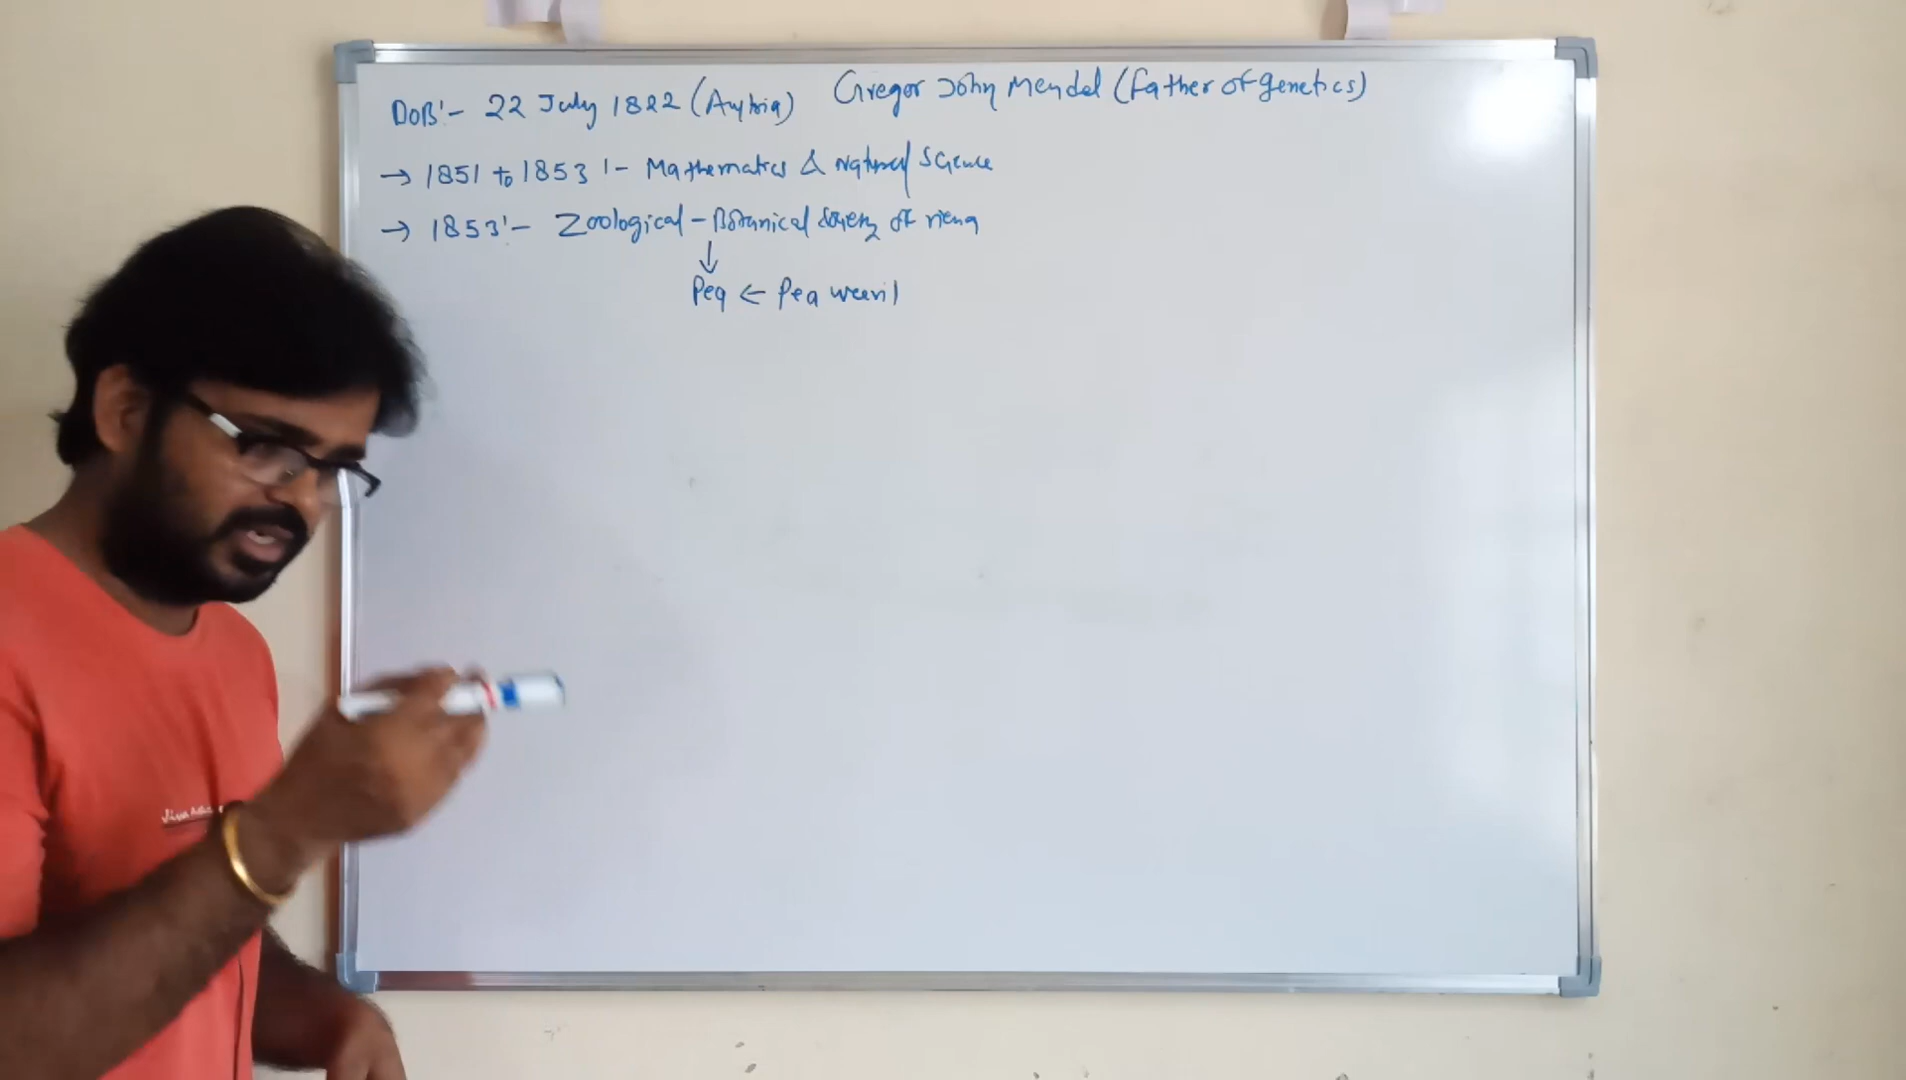 Gregor John Mendel (Father of genetics)
DOB:- 22 July 1822 (Austria)
→ 1851 to 1853 :- Mathematics & Natural Science
→ 1853:- Zoological - Botanical Society of viena
↓
Pea ← Pea weevil